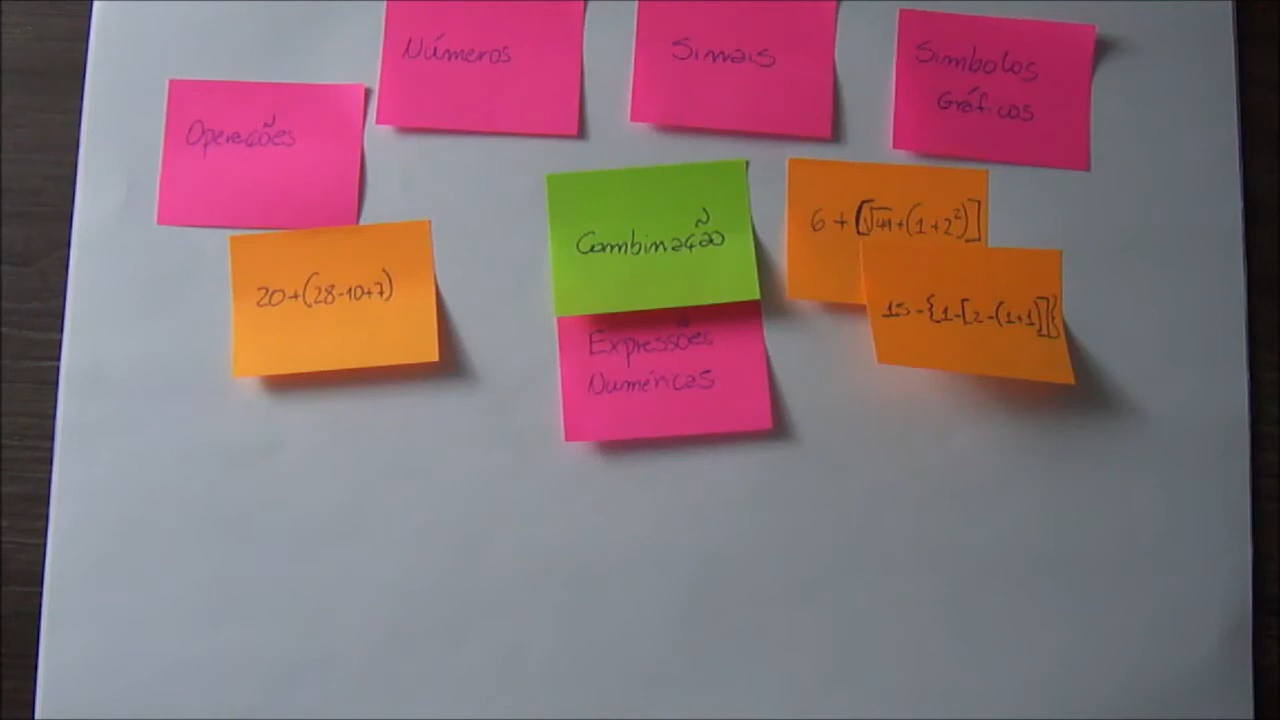 Números
Sinais
Símbolos
Gráficos
Operações
Combinação
6 + [√49+(1+2²)]
20+(28-10+7)
15-{1-[2-(1+1)]}
Expressões
Numéricas